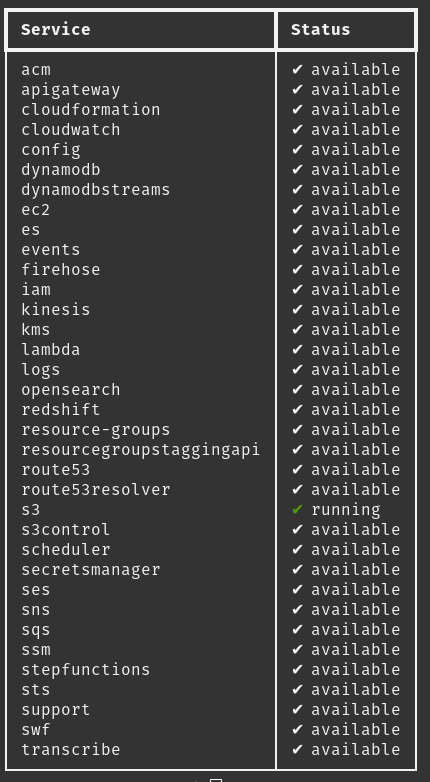 Service Status
acm ✔ available
apigateway ✔ available
cloudformation ✔ available
cloudwatch ✔ available
config ✔ available
dynamodb ✔ available
dynamodbstreams ✔ available
ec2 ✔ available
es ✔ available
events ✔ available
firehose ✔ available
iam ✔ available
kinesis ✔ available
kms ✔ available
lambda ✔ available
logs ✔ available
opensearch ✔ available
redshift ✔ available
resource-groups ✔ available
resourcegroupstaggingapi ✔ available
route53 ✔ available
route53resolver ✔ available
s3 ✔ running
s3control ✔ available
scheduler ✔ available
secretsmanager ✔ available
ses ✔ available
sns ✔ available
sqs ✔ available
ssm ✔ available
stepfunctions ✔ available
sts ✔ available
support ✔ available
swf ✔ available
transcribe ✔ available